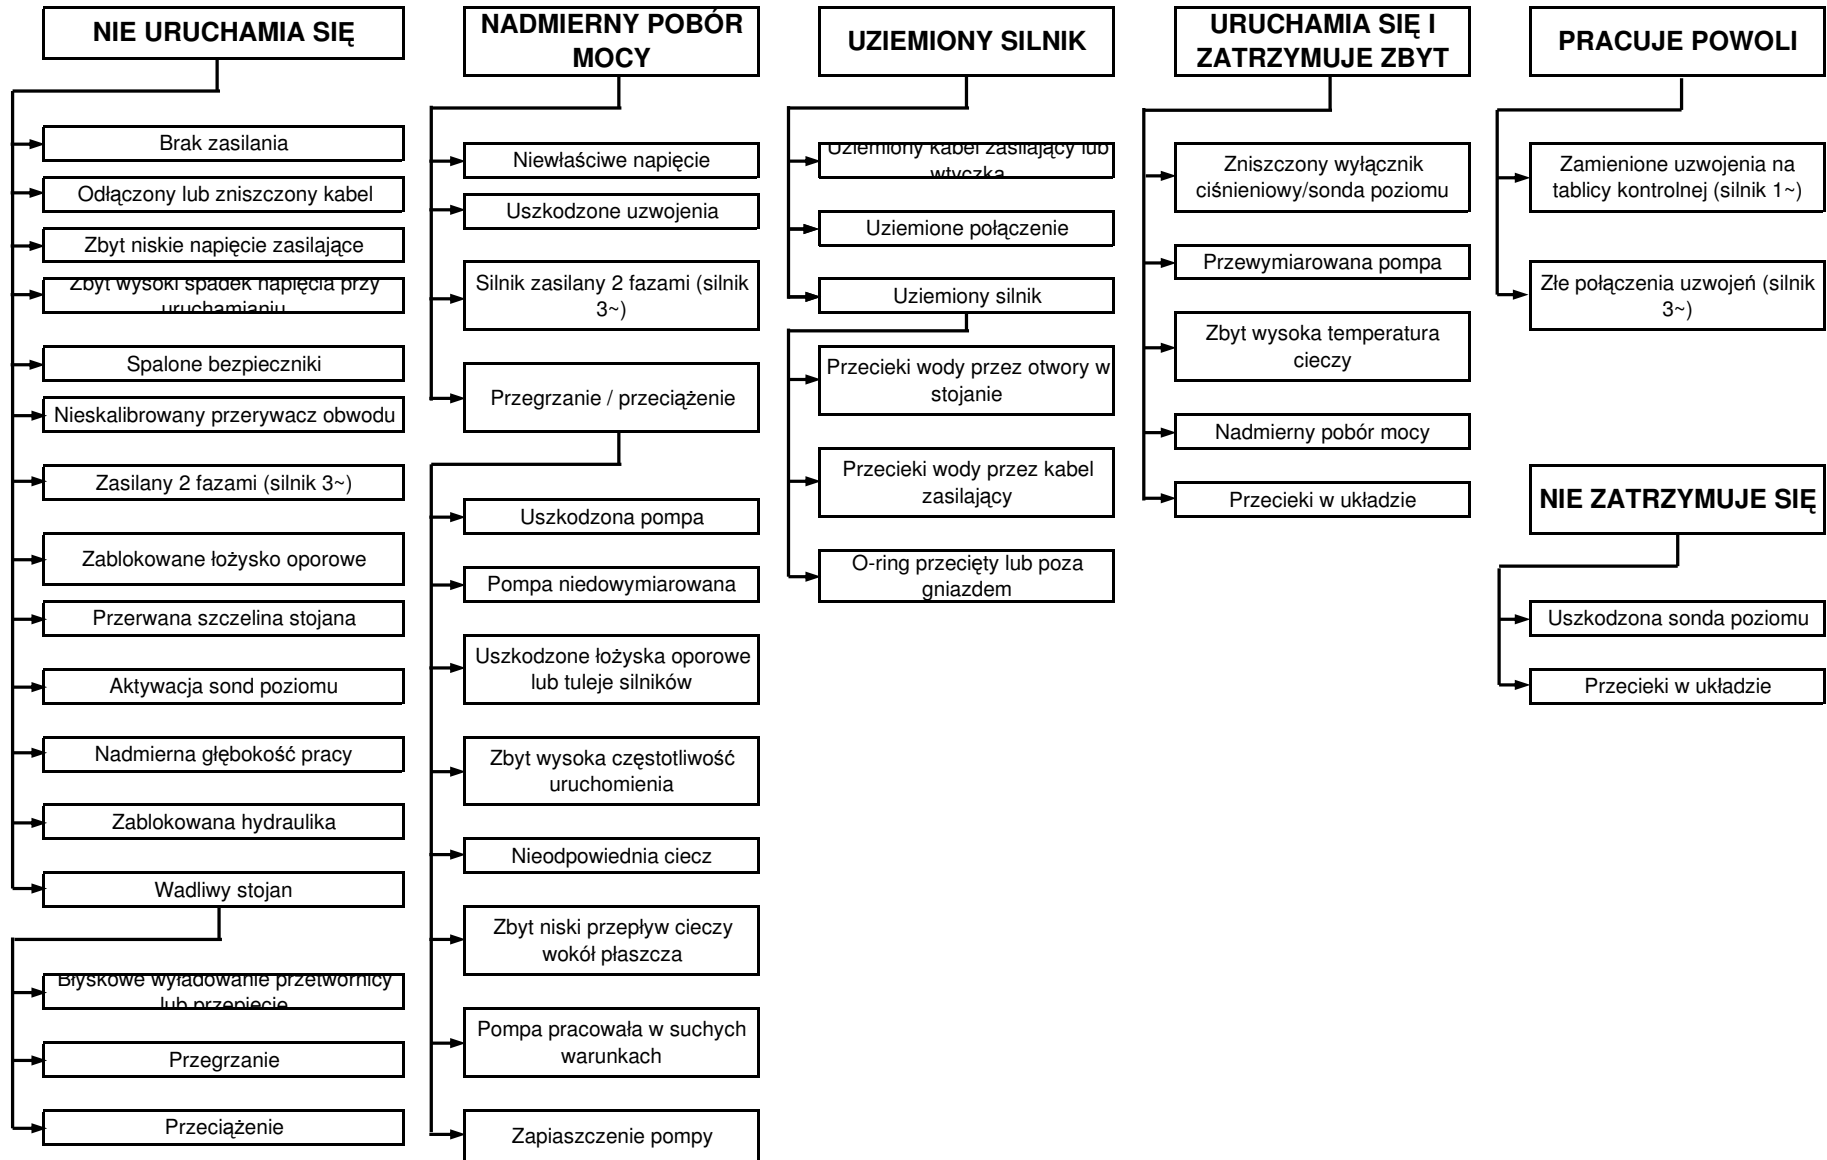 NIE URUCHAMIA SIĘ
Brak zasilania
Odłączony lub zniszczony kabel
Zbyt niskie napięcie zasilające
Zbyt wysoki spadek napięcia przy
uruchamianiu
Spalone bezpieczniki
Nieskalibrowany przerywacz obwodu
Zasilany 2 fazami (silnik 3~)
Zablokowane łożysko oporowe
Przerwana szczelina stojana
Aktywacja sond poziomu
Nadmierna głębokość pracy
Zablokowana hydraulika
Wadliwy stojan
Błyskowe wyładowanie przetwornicy
lub przepięcie
Przegrzanie
Przeciążenie
NADMIERNY POBÓR
MOCY
Niewłaściwe napięcie
Uszkodzone uzwojenia
Silnik zasilany 2 fazami (silnik
3~)
Przegrzanie / przeciążenie
Uszkodzona pompa
Pompa niedowymiarowana
Uszkodzone łożyska oporowe
lub tuleje silników
Zbyt wysoka częstotliwość
uruchomienia
Nieodpowiednia ciecz
Zbyt niski przepływ cieczy
wokół płaszcza
Pompa pracowała w suchych
warunkach
Zapiaszczenie pompy
UZIEMIONY SILNIK
Uziemiony kabel zasilający lub
wtyczka
Uziemione połączenie
Uziemiony silnik
Przecieki wody przez otwory w
stojanie
Przecieki wody przez kabel
zasilający
O-ring przecięty lub poza
gniazdem
URUCHAMIA SIĘ I
ZATRZYMUJE ZBYT
Zniszczony wyłącznik
ciśnieniowy/sonda poziomu
Przewymiarowana pompa
Zbyt wysoka temperatura
cieczy
Nadmierny pobór mocy
Przecieki w układzie
PRACUJE POWOLI
Zamienione uzwojenia na
tablicy kontrolnej (silnik 1~)
Złe połączenia uzwojeń (silnik
3~)
NIE ZATRZYMUJE SIĘ
Uszkodzona sonda poziomu
Przecieki w układzie